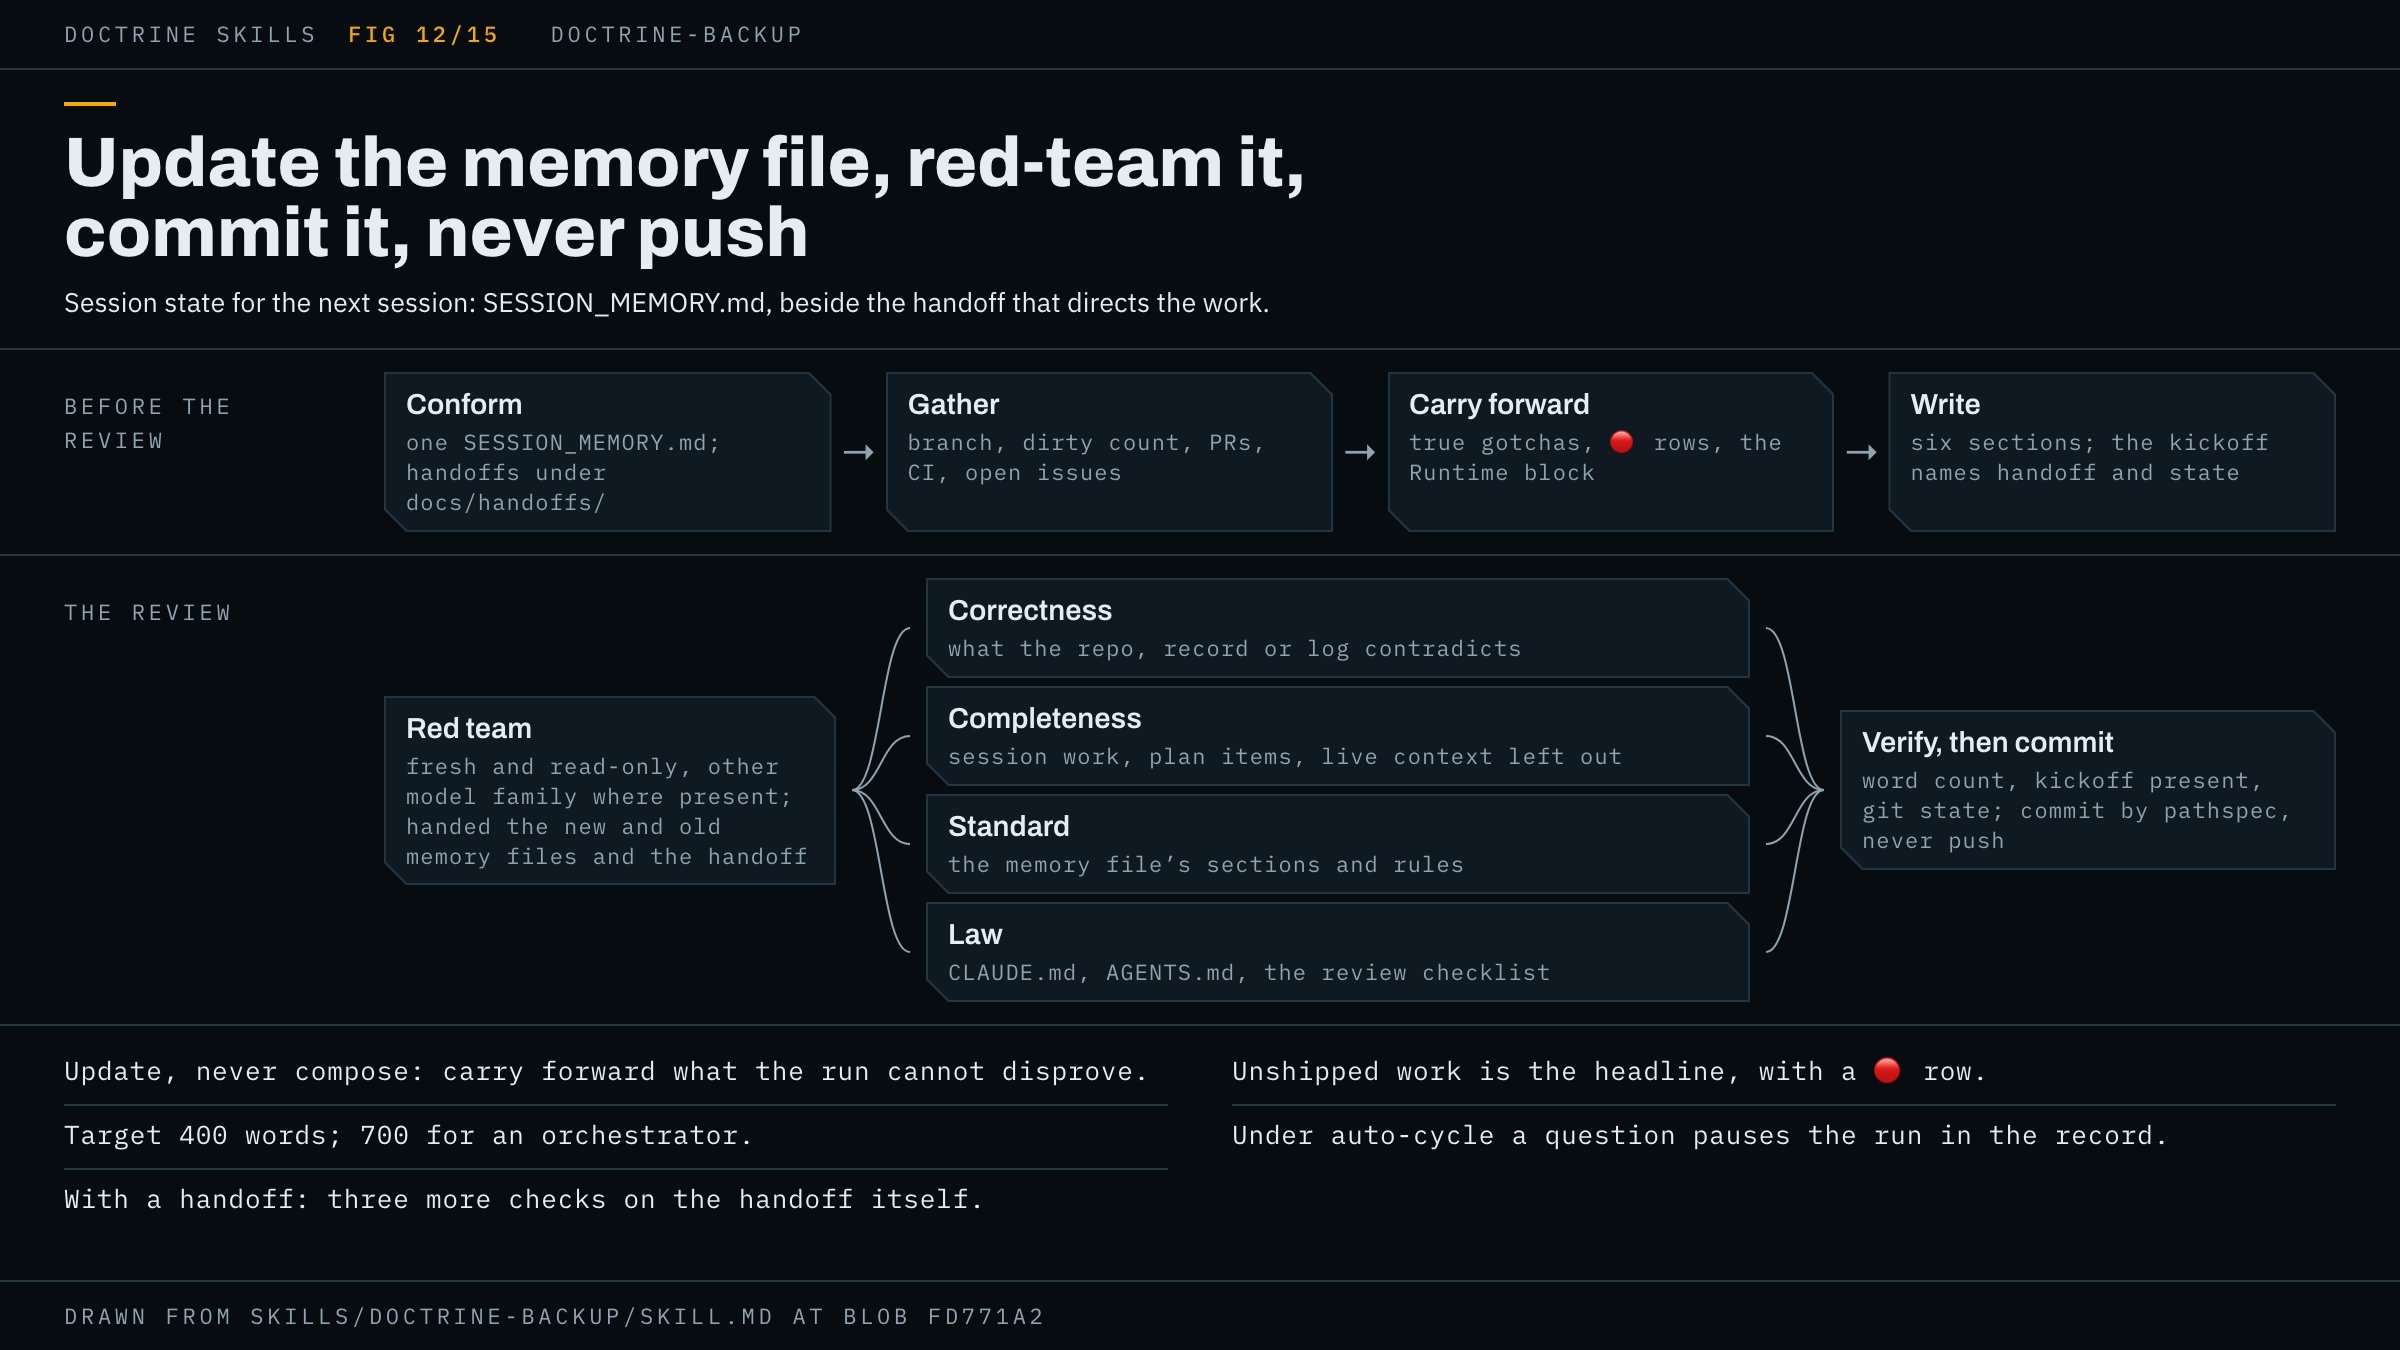 DOCTRINE SKILLS FIG 12/15 DOCTRINE-BACKUP
Update the memory file, red-team it,
commit it, never push
Session state for the next session: SESSION_MEMORY.md, beside the handoff that directs the work.
BEFORE THE
REVIEW
Conform
one SESSION_MEMORY.md;
handoffs under
docs/handoffs/
Gather
branch, dirty count, PRs,
CI, open issues
Carry forward
true gotchas, 🔴 rows, the
Runtime block
Write
six sections; the kickoff
names handoff and state
THE REVIEW
Red team
fresh and read-only, other
model family where present;
handed the new and old
memory files and the handoff
Correctness
what the repo, record or log contradicts
Completeness
session work, plan items, live context left out
Standard
the memory file’s sections and rules
Law
CLAUDE.md, AGENTS.md, the review checklist
Verify, then commit
word count, kickoff present,
git state; commit by pathspec,
never push
Update, never compose: carry forward what the run cannot disprove.
Target 400 words; 700 for an orchestrator.
With a handoff: three more checks on the handoff itself.
Unshipped work is the headline, with a 🔴 row.
Under auto-cycle a question pauses the run in the record.
DRAWN FROM SKILLS/DOCTRINE-BACKUP/SKILL.MD AT BLOB FD771A2